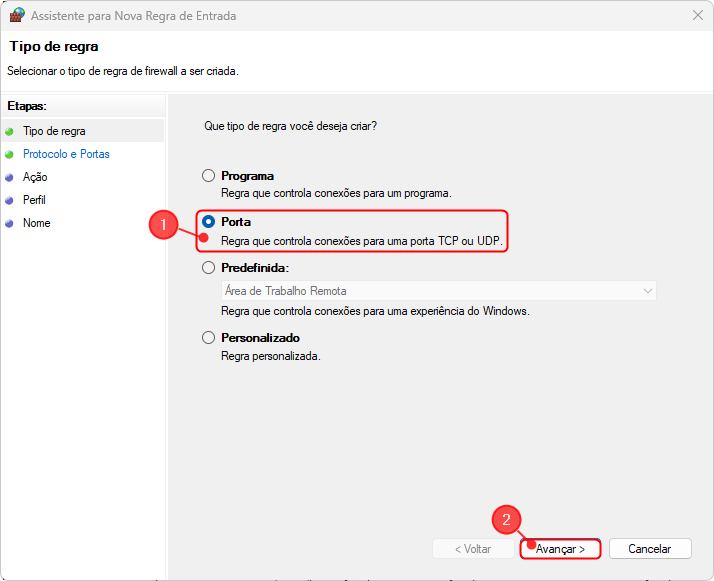 Assistente para Nova Regra de Entrada
Tipo de regra
Selecionar o tipo de regra de firewall a ser criada.
Etapas:
Tipo de regra
Protocolo e Portas
Ação
Perfil
Nome
Que tipo de regra você deseja criar?
Programa
Regra que controla conexões para um programa.
1
Porta
Regra que controla conexões para uma porta TCP ou UDP.
Predefinida:
Área de Trabalho Remota
Regra que controla conexões para uma experiência do Windows.
Personalizado
Regra personalizada.
2
< Voltar
Avançar >
Cancelar